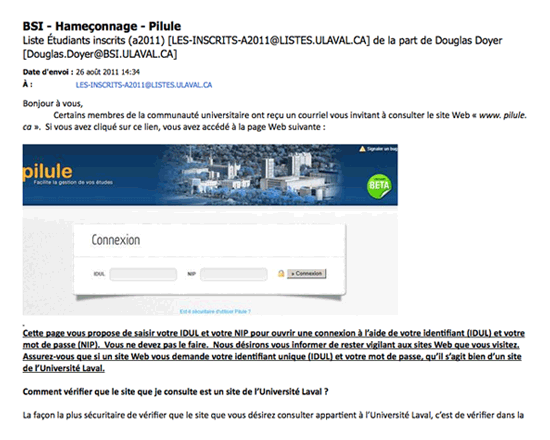 BSI - Hameçonnage - Pilule
Liste Étudiants inscrits (a2011) [LES-INSCRITS-A2011@LISTES.ULAVAL.CA] de la part de Douglas Doyer
[Douglas.Doyer@BSI.ULAVAL.CA]
Date d'envoi : 26 août 2011 14:34
À : LES-INSCRITS-A2011@LISTES.ULAVAL.CA
Bonjour à vous,
Certains membres de la communauté universitaire ont reçu un courriel vous invitant à consulter le site Web « www. pilule.
ca ». Si vous avez cliqué sur ce lien, vous avez accédé à la page Web suivante :
Signaler un bug
pilule
Facilite la gestion de vos études
BETA
Connexion
IDUL NIP » Connexion
Est-il sécuritaire d'utiliser Pilule ?
Cette page vous propose de saisir votre IDUL et votre NIP pour ouvrir une connexion à l'aide de votre identifiant (IDUL) et votre
mot de passe (NIP). Vous ne devez pas le faire. Nous désirons vous informer de rester vigilant aux sites Web que vous visitez.
Assurez-vous que si un site Web vous demande votre identifiant unique (IDUL) et votre mot de passe, qu'il s'agit bien d'un site
de l'Université Laval.
Comment vérifier que le site que je consulte est un site de l'Université Laval ?
La façon la plus sécuritaire de vérifier que le site que vous désirez consulter appartient à l'Université Laval, c'est de vérifier dans la